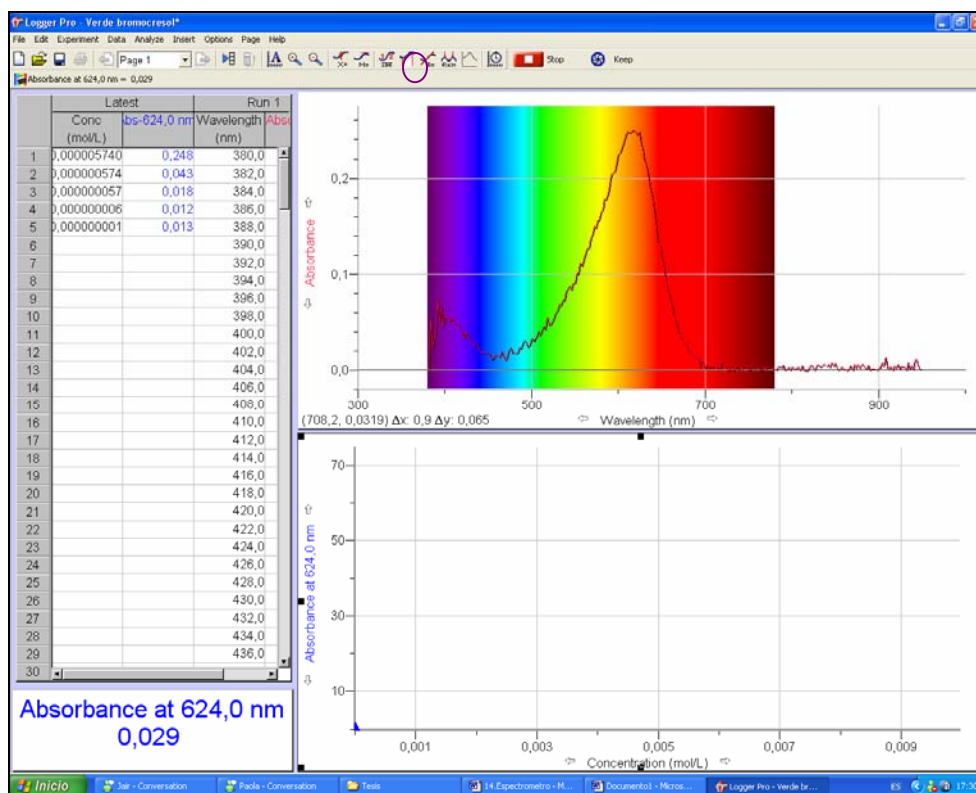 Logger Pro - Verde bromocresol*
File Edit Experiment Data Analyze Insert Options Page Help
Page 1
Stop
Keep
Absorbance at 624,0 nm = 0,029
Latest Run 1
Conc bs-624,0 nm Wavelength Abs
(mol/L) (nm)
1 0,000005740 0,248 380,0
2 0,000000574 0,043 382,0
3 0,000000057 0,018 384,0
4 0,000000006 0,012 386,0
5 0,000000001 0,013 388,0
6 390,0
7 392,0
8 394,0
9 396,0
10 398,0
11 400,0
12 402,0
13 404,0
14 406,0
15 408,0
16 410,0
17 412,0
18 414,0
19 416,0
20 418,0
21 420,0
22 422,0
23 424,0
24 426,0
25 428,0
26 430,0
27 432,0
28 434,0
29 436,0
30
Absorbance at 624,0 nm
0,029
Absorbance
0,2
0,1
0,0
300 500 700 900
(708,2, 0,0319) Δx: 0,9 Δy: 0,065
Wavelength (nm)
Absorbance at 624,0 nm
70
50
30
10
0,001 0,003 0,005 0,007 0,009
Concentration (mol/L)
Inicio
Jair - Conversation
Paola - Conversation
Tesis
14.Espectrometro - M...
Documento1 - Micros...
Logger Pro - Verde br...
ES